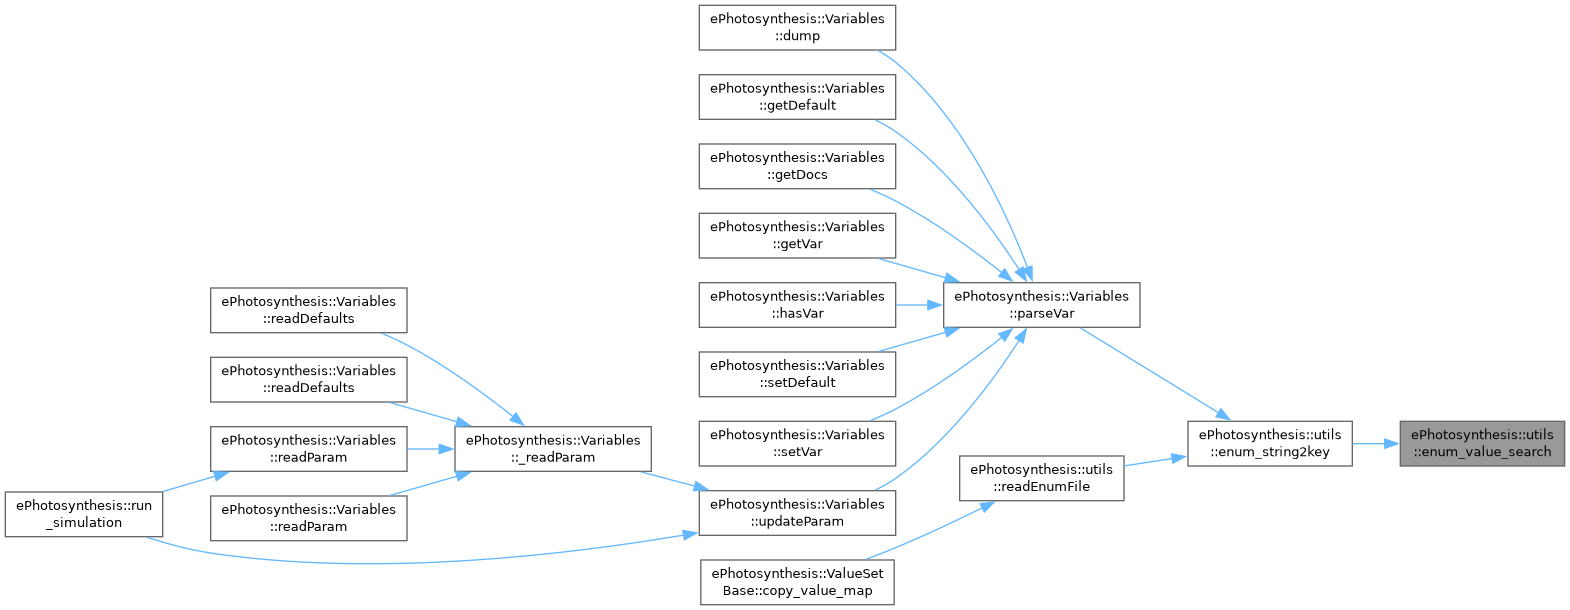 ePhotosynthesis::Variables
::dump
ePhotosynthesis::Variables
::getDefault
ePhotosynthesis::Variables
::getDocs
ePhotosynthesis::Variables
::getVar
ePhotosynthesis::Variables
::hasVar
ePhotosynthesis::Variables
::setDefault
ePhotosynthesis::Variables
::setVar
ePhotosynthesis::Variables
::updateParam
ePhotosynthesis::ValueSet
Base::copy_value_map
ePhotosynthesis::Variables
::readDefaults
ePhotosynthesis::Variables
::readDefaults
ePhotosynthesis::Variables
::readParam
ePhotosynthesis::Variables
::readParam
ePhotosynthesis::run
_simulation
ePhotosynthesis::Variables
::_readParam
ePhotosynthesis::Variables
::parseVar
ePhotosynthesis::utils
::readEnumFile
ePhotosynthesis::utils
::enum_string2key
ePhotosynthesis::utils
::enum_value_search